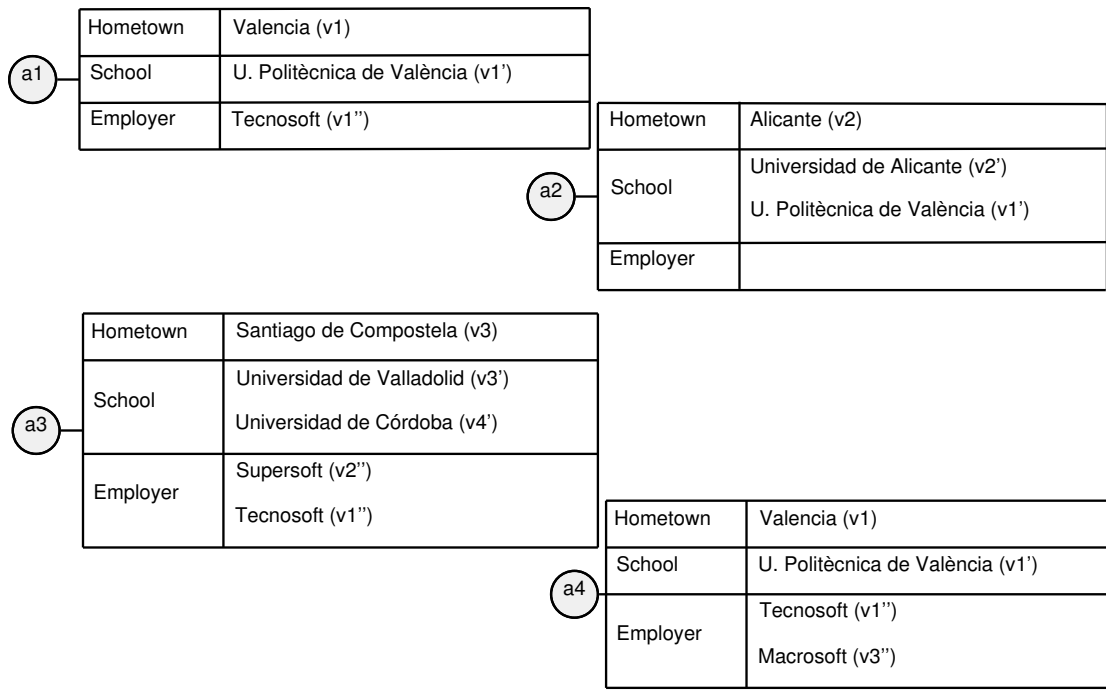 Hometown Valencia (v1)
a1
School U. Politècnica de València (v1')
Employer Tecnosoft (v1'')
Hometown Alicante (v2)
a2
School
Universidad de Alicante (v2')
U. Politècnica de València (v1')
Employer
Hometown Santiago de Compostela (v3)
a3
School
Universidad de Valladolid (v3')
Universidad de Córdoba (v4')
Employer
Supersoft (v2'')
Tecnosoft (v1'')
Hometown Valencia (v1)
School U. Politècnica de València (v1')
a4
Employer
Tecnosoft (v1'')
Macrosoft (v3'')